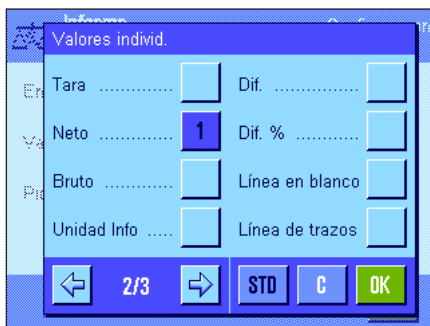 Informe
Valores individ.
Tara ..............
Dif. ................
Neto .............. 1
Dif. % ............
Bruto ............
Línea en blanco
Unidad Info .....
Línea de trazos
2/3 STD C OK